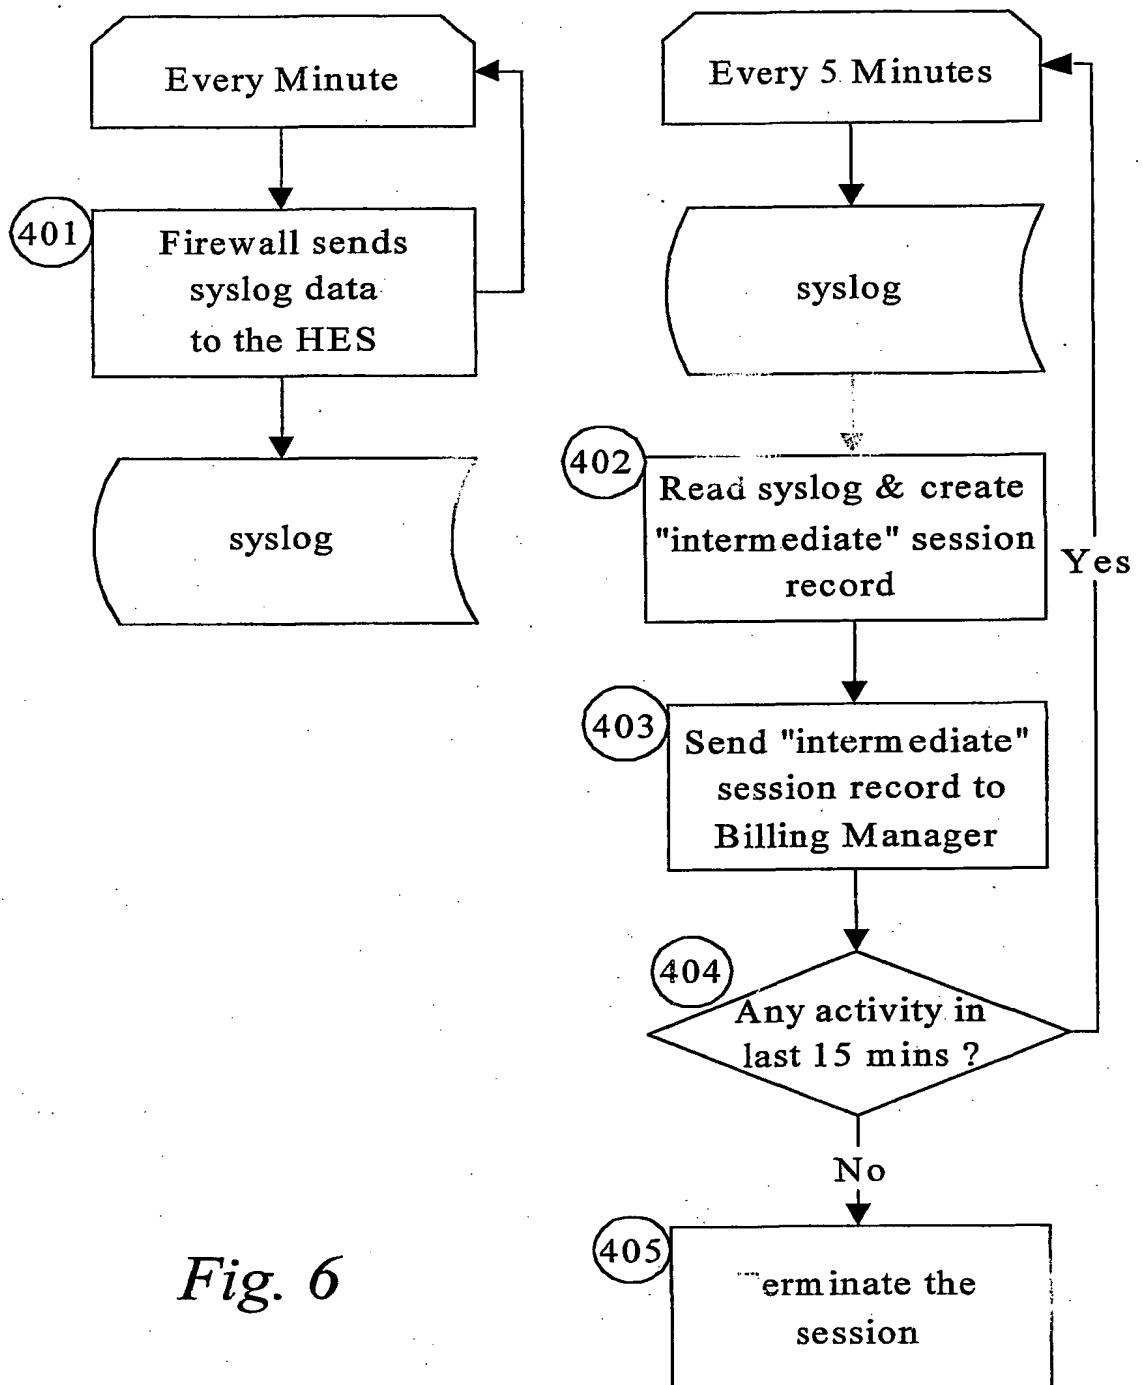 Every Minute
401
Firewall sends
syslog data
to the HES
syslog
Every 5 Minutes
syslog
402
Read syslog & create
"intermediate" session
record
Yes
403
Send "intermediate"
session record to
Billing Manager
404
Any activity in
last 15 mins ?
No
405
Terminate the
session
Fig. 6